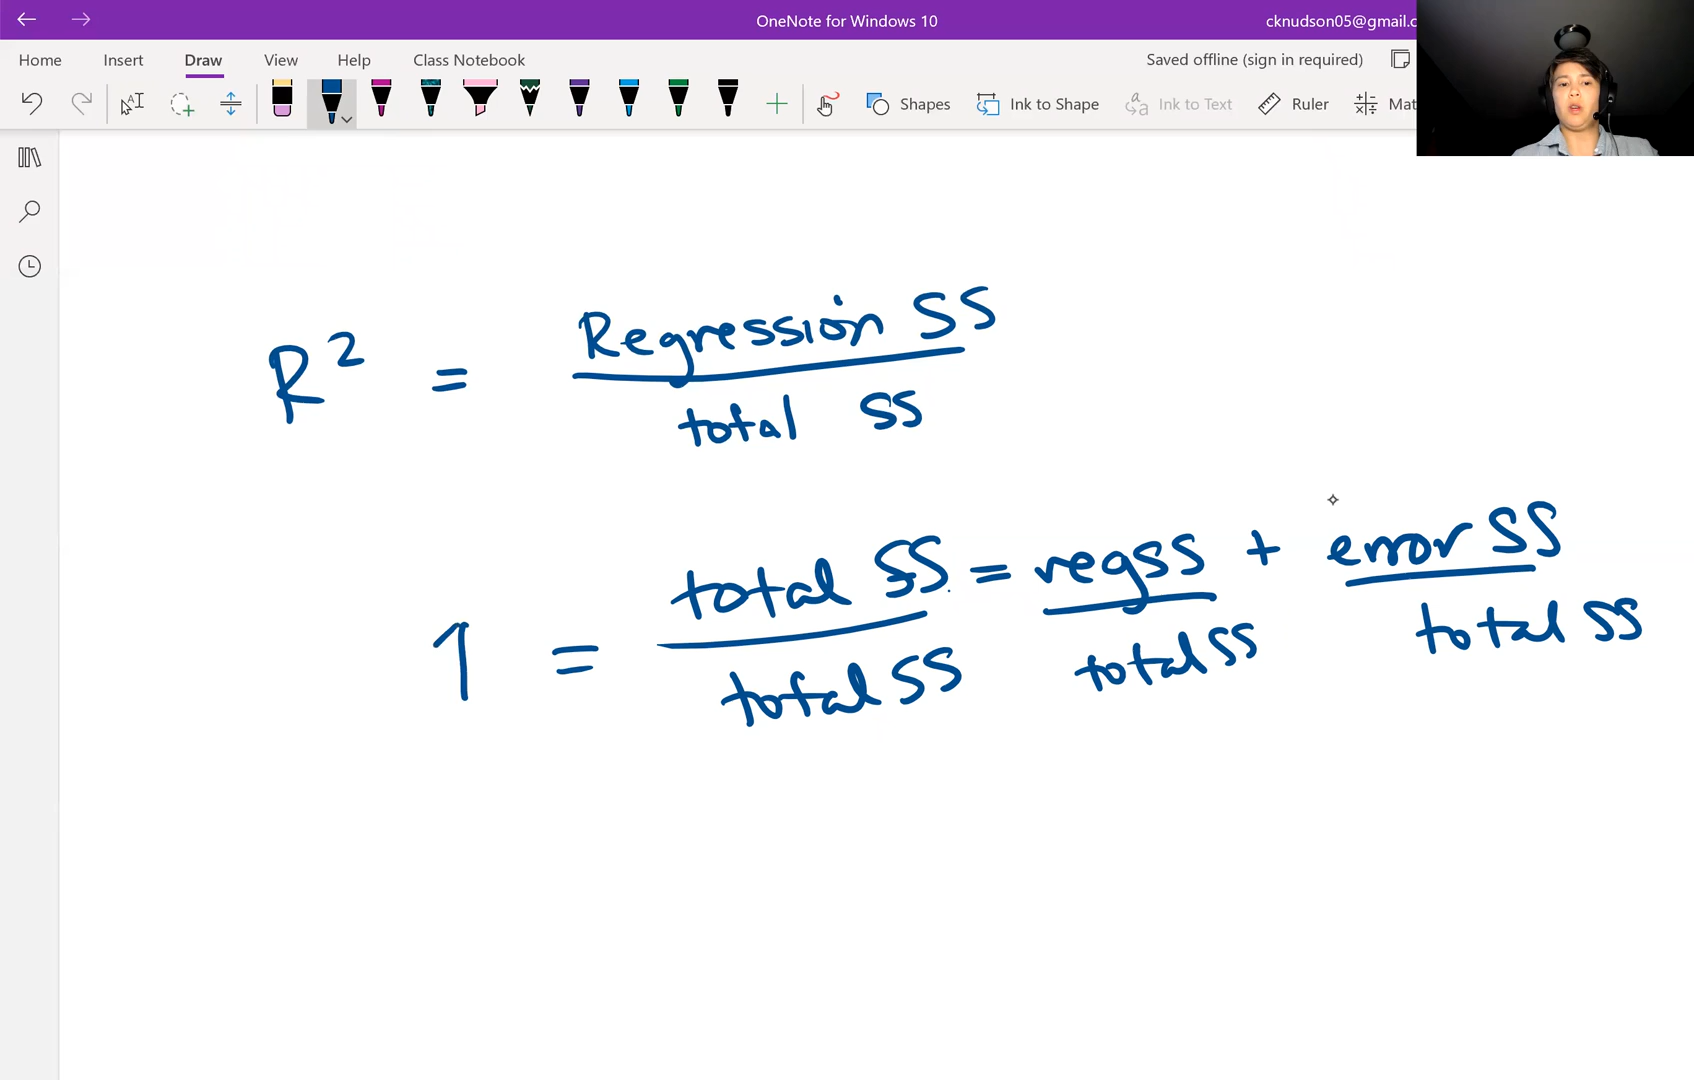 OneNote for Windows 10
cknudson05@gmail.c
Home Insert Draw View Help Class Notebook
Saved offline (sign in required)
Shapes Ink to Shape Ink to Text Ruler Mat
R² = Regression SS
total SS
1 = total SS = regSS + error SS
total SS total SS total SS